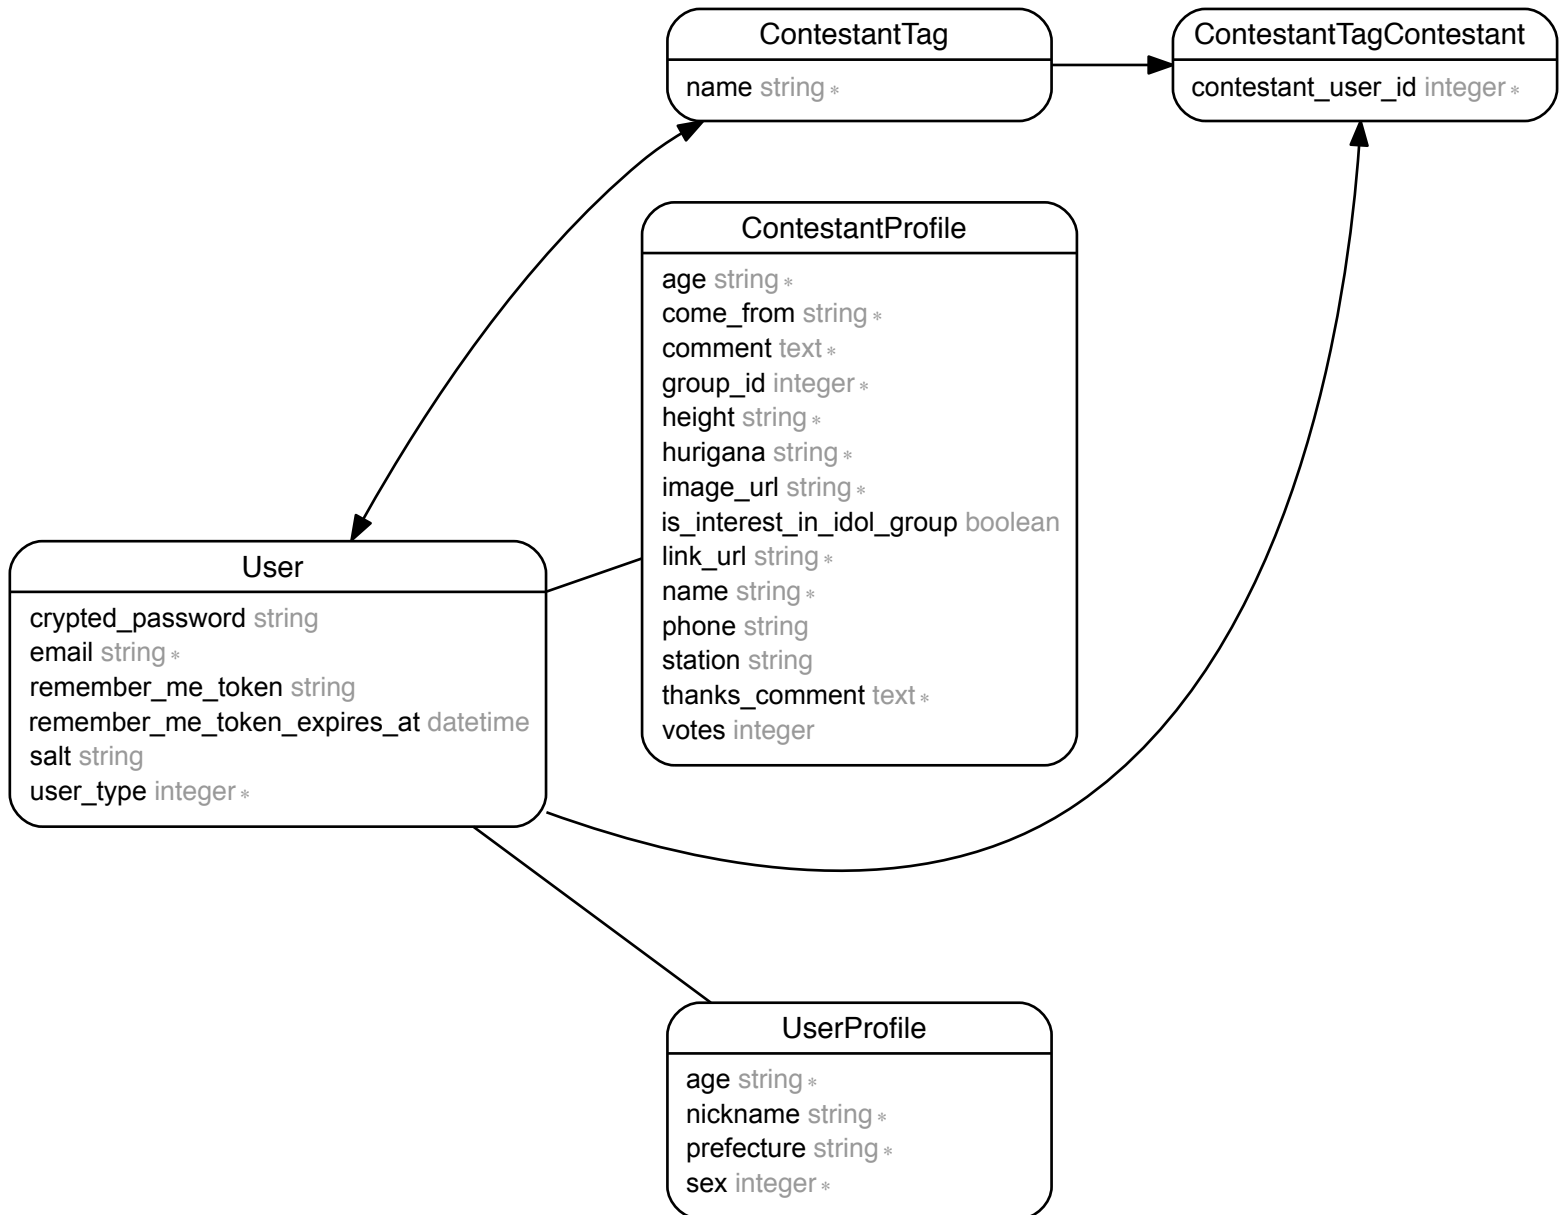 ContestantTag
name string *
ContestantTagContestant
contestant_user_id integer *
ContestantProfile
age string *
come_from string *
comment text *
group_id integer *
height string *
hurigana string *
image_url string *
is_interest_in_idol_group boolean
link_url string *
name string *
phone string
station string
thanks_comment text *
votes integer
User
crypted_password string
email string *
remember_me_token string
remember_me_token_expires_at datetime
salt string
user_type integer *
UserProfile
age string *
nickname string *
prefecture string *
sex integer *